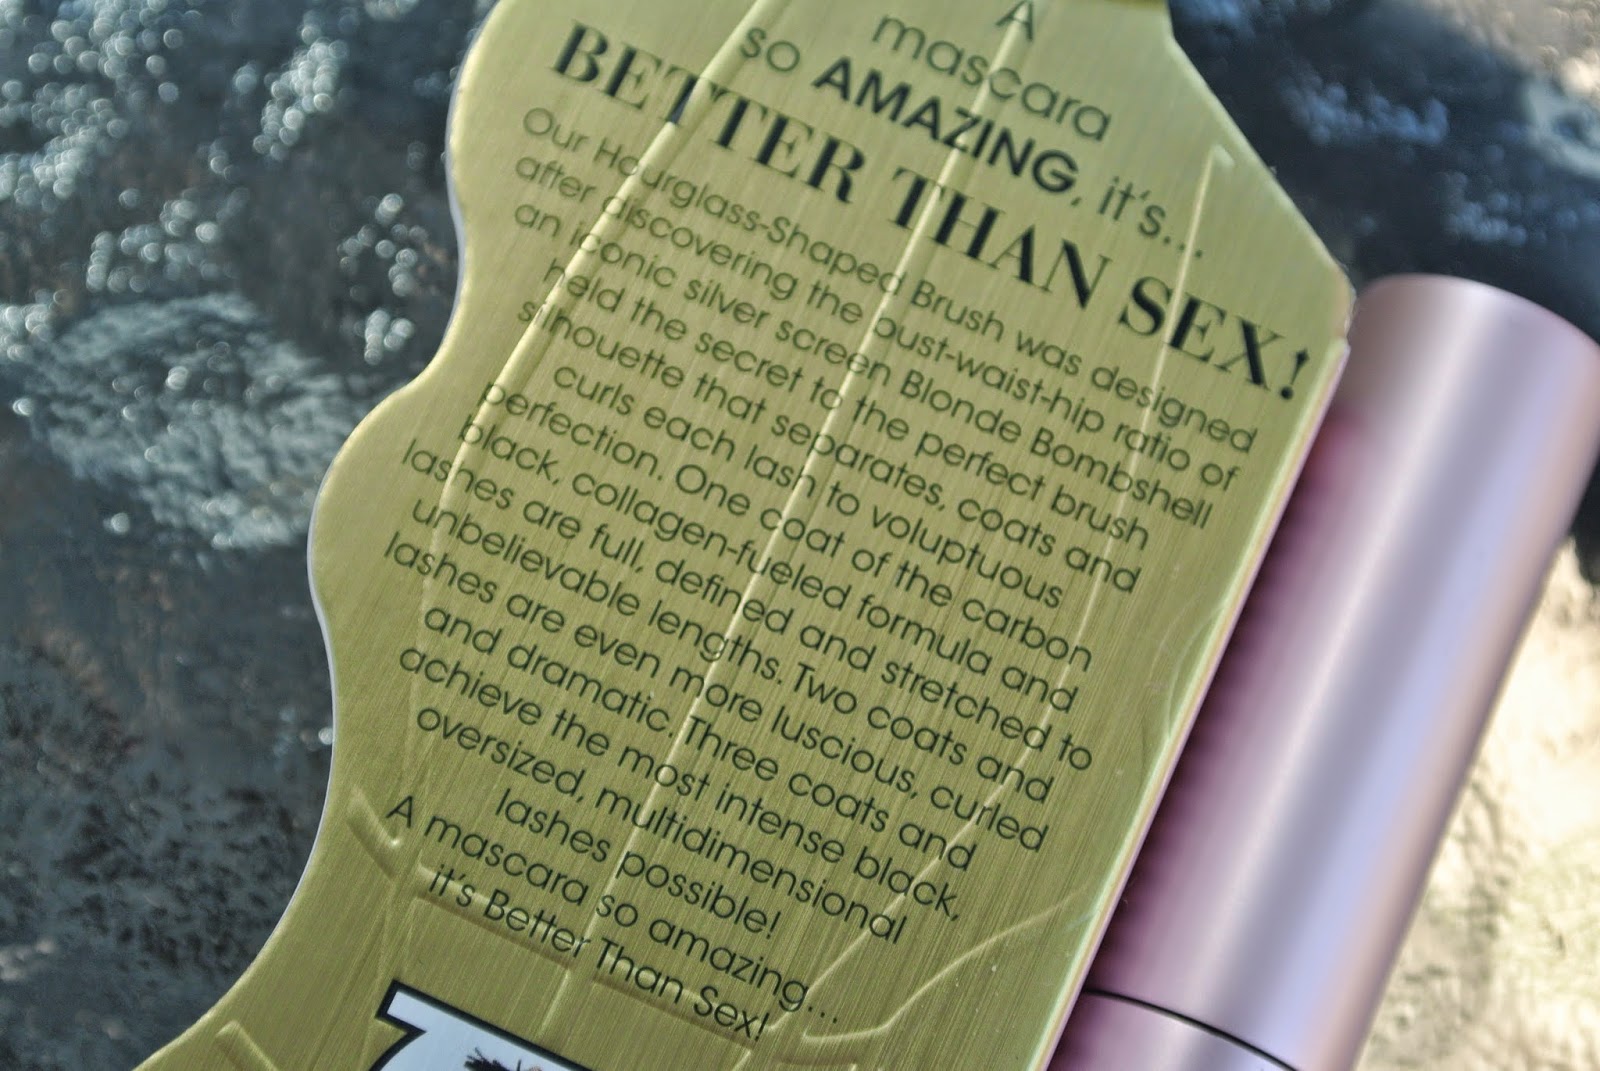 A
mascara
so AMAZING, it's...
BETTER THAN SEX!
Our Hourglass-Shaped Brush was designed
after discovering the bust-waist-hip ratio of
an iconic silver screen Blonde Bombshell
held the secret to the perfect brush
silhouette that separates, coats and
curls each lash to voluptuous
perfection. One coat of the carbon
black, collagen-fueled formula and
lashes are full, defined and stretched to
unbelievable lengths. Two coats and
lashes are even more luscious, curled
and dramatic. Three coats and
achieve the most intense black,
oversized, multidimensional
lashes possible!
A mascara so amazing...
it's Better Than Sex!